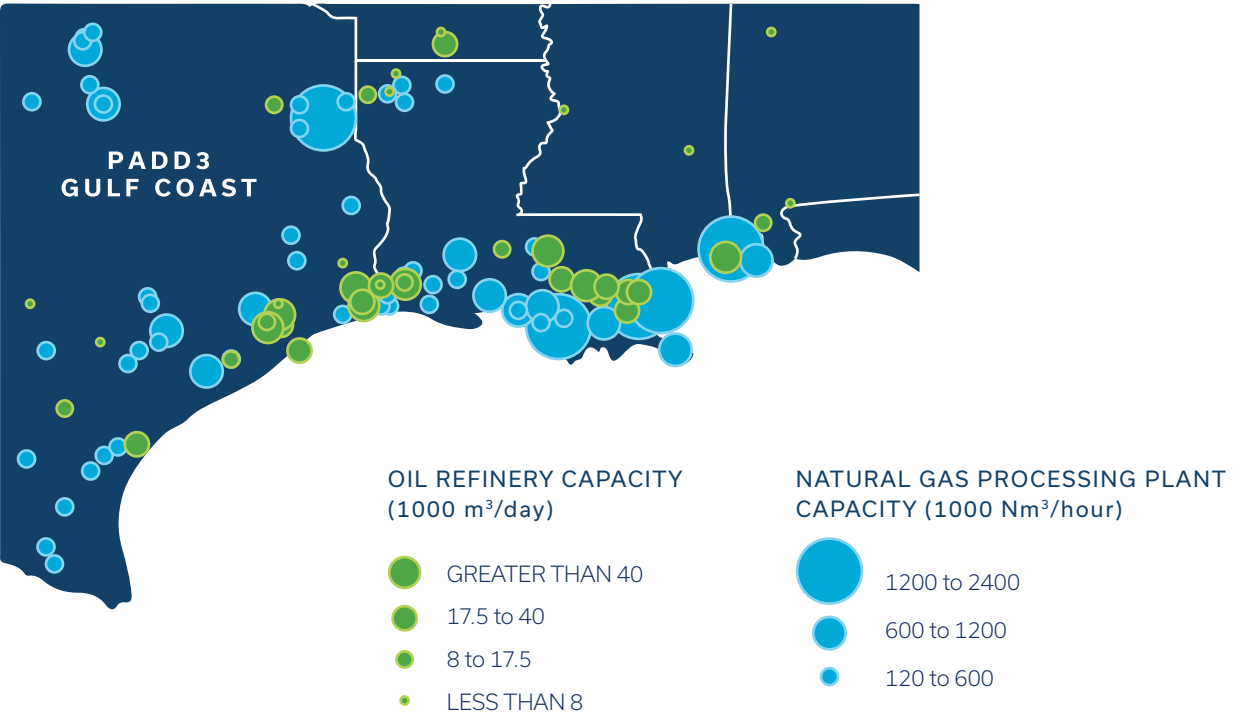 PADD3
GULF COAST
OIL REFINERY CAPACITY
(1000 m³/day)
GREATER THAN 40
17.5 to 40
8 to 17.5
LESS THAN 8
NATURAL GAS PROCESSING PLANT
CAPACITY (1000 Nm³/hour)
1200 to 2400
600 to 1200
120 to 600